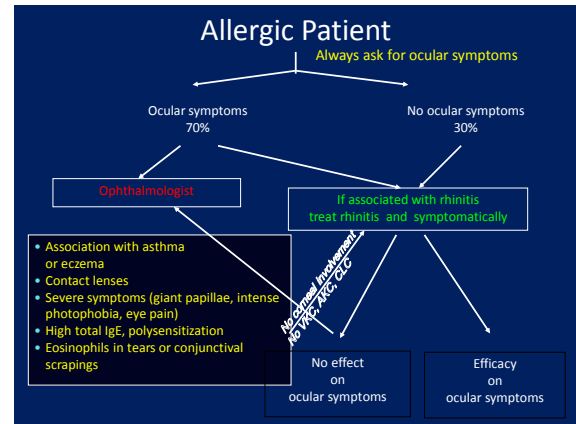 Allergic Patient
Always ask for ocular symptoms
Ocular symptoms
70%
No ocular symptoms
30%
Ophthalmologist
If associated with rhinitis
treat rhinitis and symptomatically
• Association with asthma
or eczema
• Contact lenses
• Severe symptoms (giant papillae, intense
photophobia, eye pain)
• High total IgE, polysensitization
• Eosinophils in tears or conjunctival
scrapings
No corneal involvement
No VKC, AKC, CLC
No effect
on
ocular symptoms
Efficacy
on
ocular symptoms